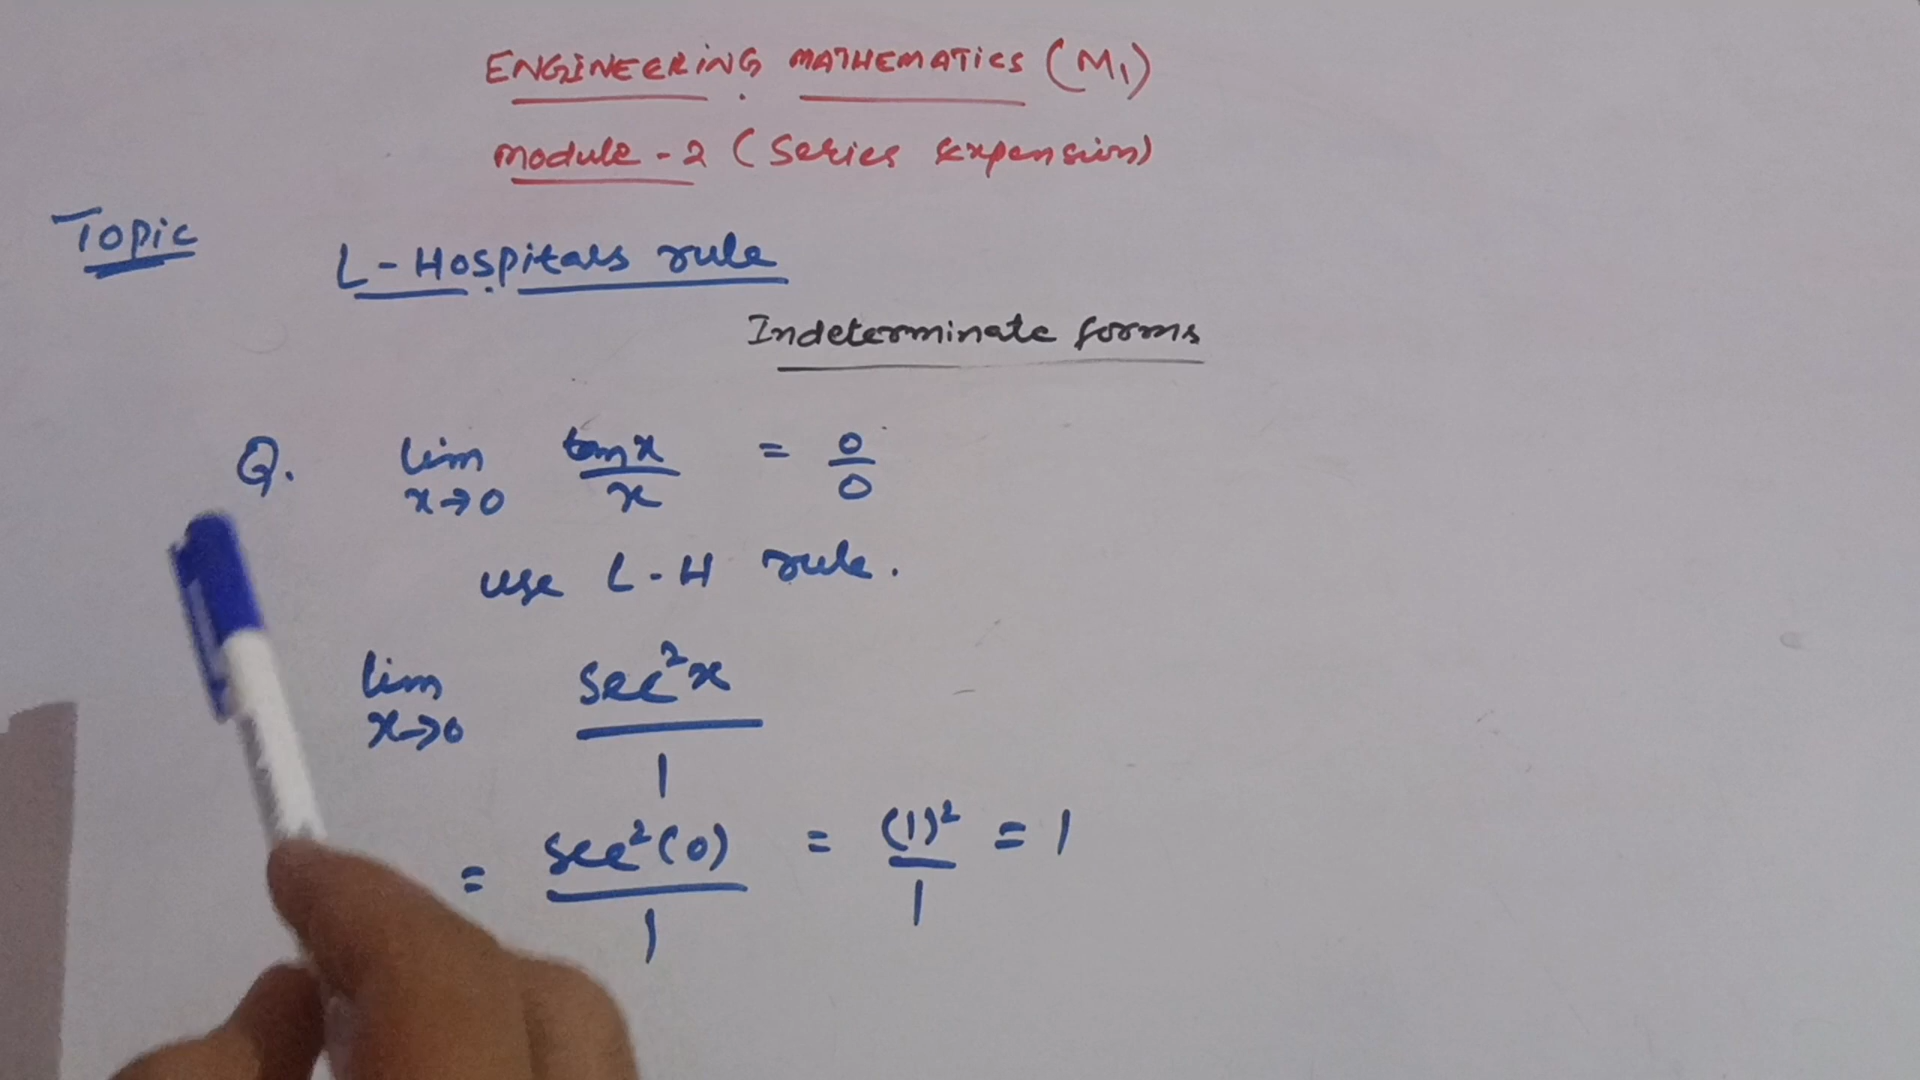 ENGINEERING MATHEMATICS (M₁)
Module - 2 (Series expension)
Topic
L-Hospitals rule
Indeterminate forms
Q. lim x→0 tanx/x = 0/0
use L-H rule.
lim x→0 sec²x/1
= sec²(0)/1 = (1)²/1 = 1